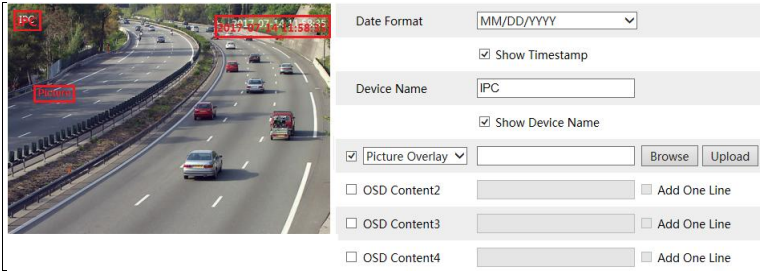 IPC
2017-07-14 11:58:35
Picture
Date Format
MM/DD/YYYY
Show Timestamp
Device Name
IPC
Show Device Name
Picture Overlay
Browse
Upload
OSD Content2
Add One Line
OSD Content3
Add One Line
OSD Content4
Add One Line